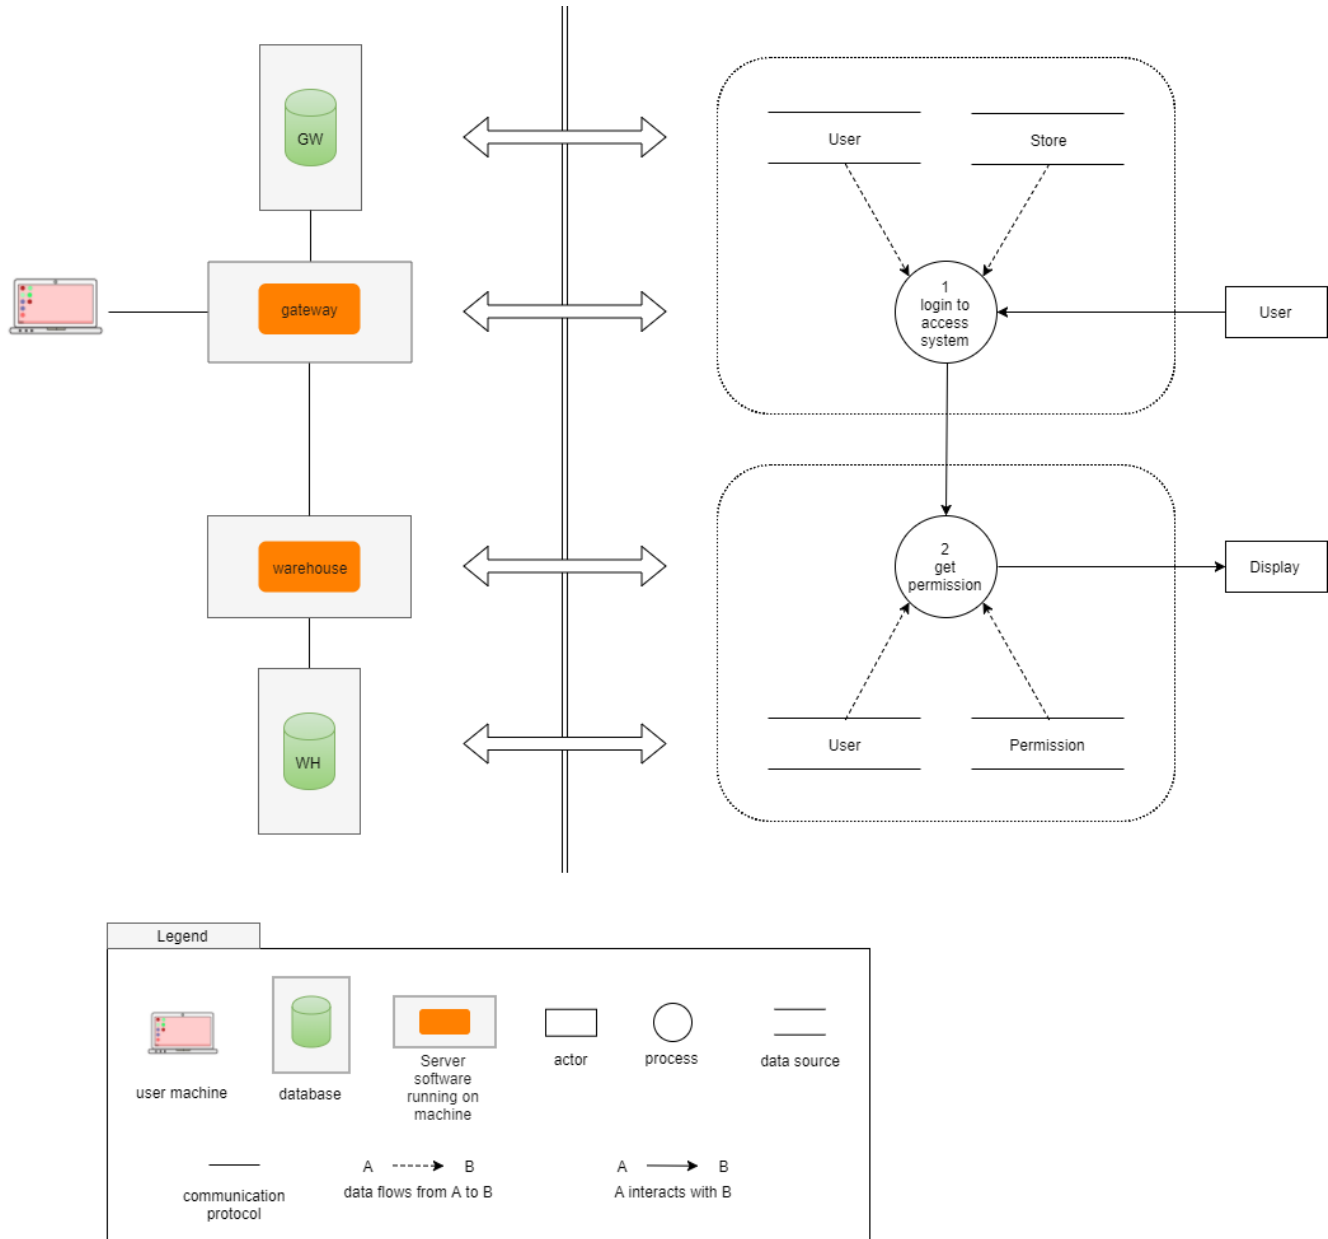 GW
User
Store
gateway
1
login to
access
system
User
warehouse
2
get
permission
Display
WH
User
Permission
Legend
user machine
database
Server
software
running on
machine
actor
process
data source
communication
protocol
A
B
data flows from A to B
A
B
A interacts with B